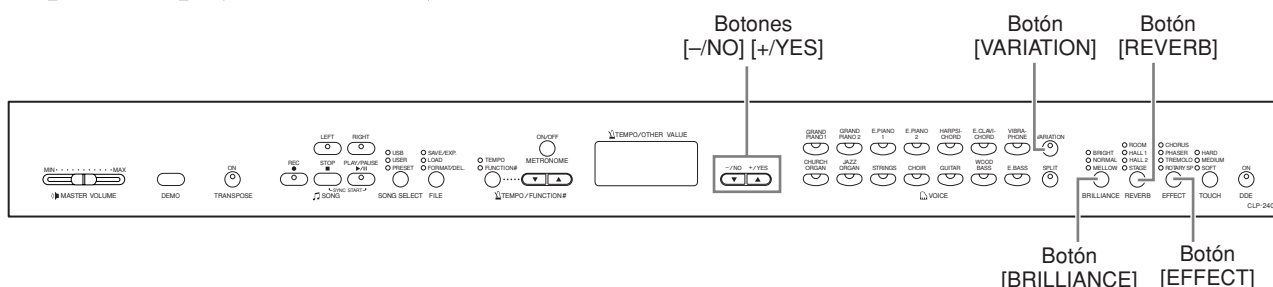 Botones
[–/NO] [+/YES]
Botón
[VARIATION]
Botón
[REVERB]
MIN MAX
MASTER VOLUME
DEMO
ON
TRANSPOSE
LEFT RIGHT
REC STOP PLAY/PAUSE
SYNC START
SONG
USB
USER
PRESET
SONG SELECT
SAVE/EXP.
LOAD
FORMAT/DEL.
FILE
TEMPO
FUNCTION#
ON/OFF
METRONOME
TEMPO/FUNCTION#
TEMPO/OTHER VALUE
–/NO +/YES
GRAND PIANO 1
GRAND PIANO 2
E.PIANO 1
E.PIANO 2
HARPSI-CHORD
E.CLAVI-CHORD
VIBRA-PHONE
VARIATION
CHURCH ORGAN
JAZZ ORGAN
STRINGS
CHOIR
GUITAR
WOOD BASS
E.BASS
SPLIT
VOICE
BRIGHT
NORMAL
MELLOW
BRILLIANCE
ROOM
HALL 1
HALL 2
STAGE
REVERB
CHORUS
PHASER
TREMOLO
ROTARY SP
EFFECT
HARD
MEDIUM
SOFT
TOUCH
ON
DDE
CLP-240
Botón
[BRILLIANCE]
Botón
[EFFECT]